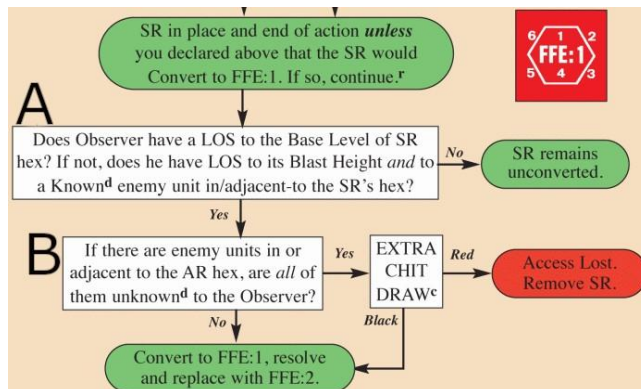 SR in place and end of action unless
you declared above that the SR would
Convert to FFE:1. If so, continue.r
6 1 2
FFE:1
5 4 3
A
Does Observer have a LOS to the Base Level of SR
hex? If not, does he have LOS to its Blast Height and to
a Knownd enemy unit in/adjacent-to the SR's hex?
No
SR remains
unconverted.
Yes
B
If there are enemy units in or
adjacent to the AR hex, are all of
them unknownd to the Observer?
Yes
EXTRA
CHIT
DRAWc
Red
Access Lost.
Remove SR.
No
Black
Convert to FFE:1, resolve
and replace with FFE:2.